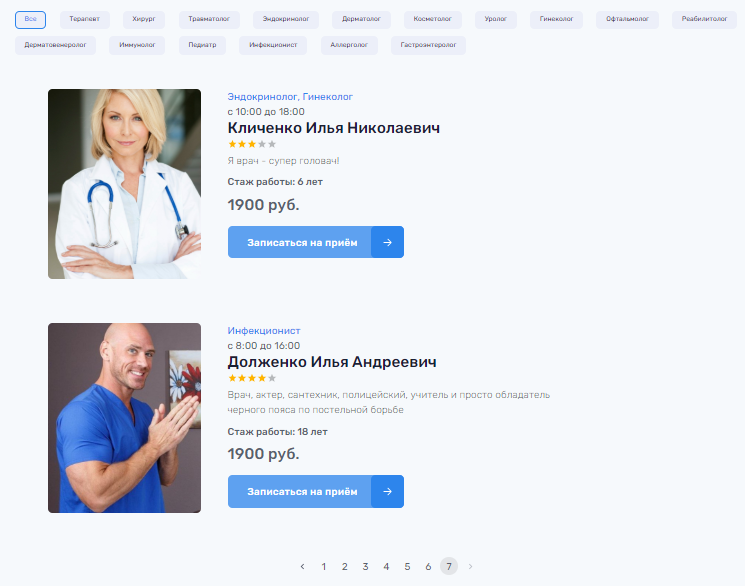 Все Терапевт Хирург Травматолог Эндокринолог Дерматолог Косметолог Уролог Гинеколог Офтальмолог Реабилитолог
Дерматовенеролог Иммунолог Педиатр Инфекционист Аллерголог Гастроэнтеролог
Эндокринолог, Гинеколог
с 10:00 до 18:00
Кличенко Илья Николаевич
Я врач - супер головач!
Стаж работы: 6 лет
1900 руб.
Записаться на приём
Инфекционист
с 8:00 до 16:00
Долженко Илья Андреевич
Врач, актер, сантехник, полицейский, учитель и просто обладатель
черного пояса по постельной борьбе
Стаж работы: 18 лет
1900 руб.
Записаться на приём
1 2 3 4 5 6 7